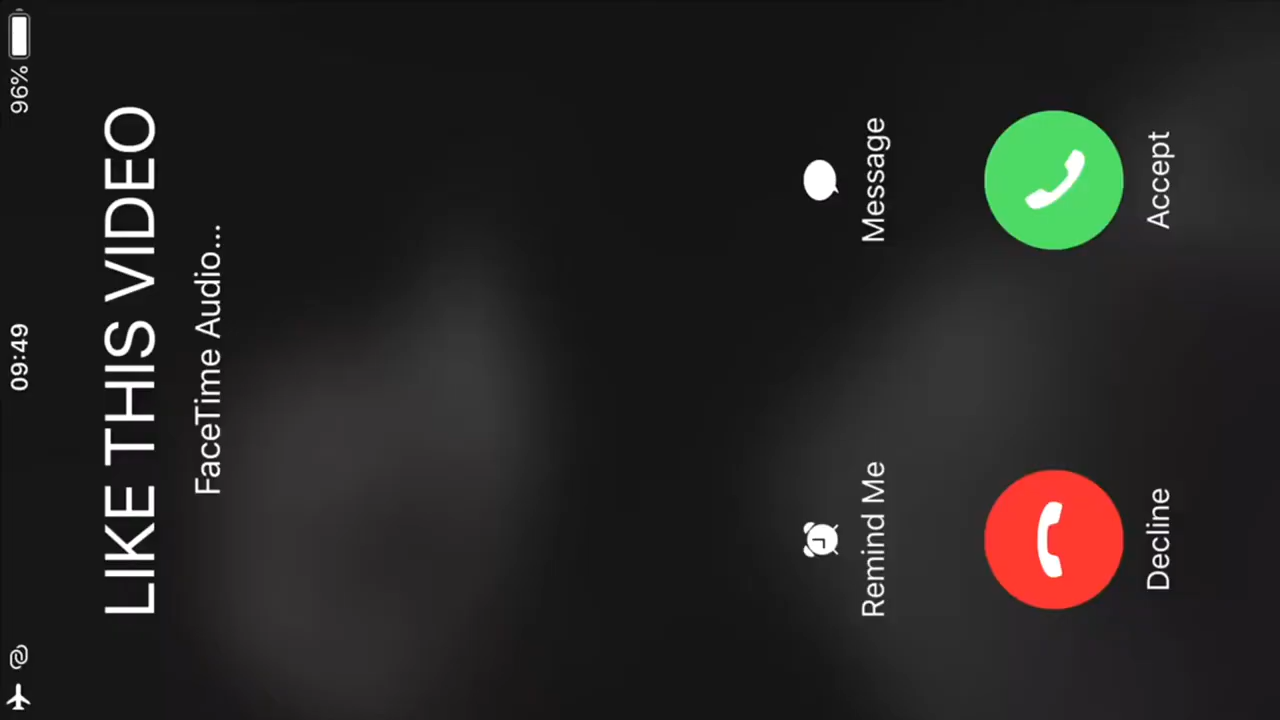 09:49
96%
LIKE THIS VIDEO
FaceTime Audio...
Remind Me
Message
Decline
Accept